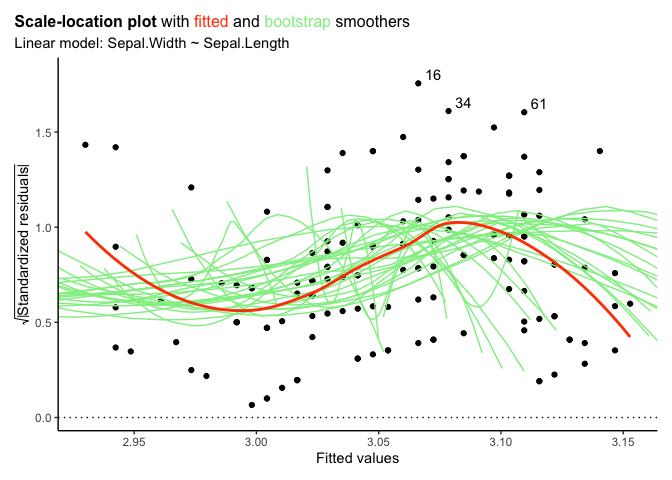 Scale-location plot with fitted and bootstrap smoothers
Linear model: Sepal.Width ~ Sepal.Length
16
34
61
1.5
1.0
0.5
0.0
√|Standardized residuals|
2.95 3.00 3.05 3.10 3.15
Fitted values